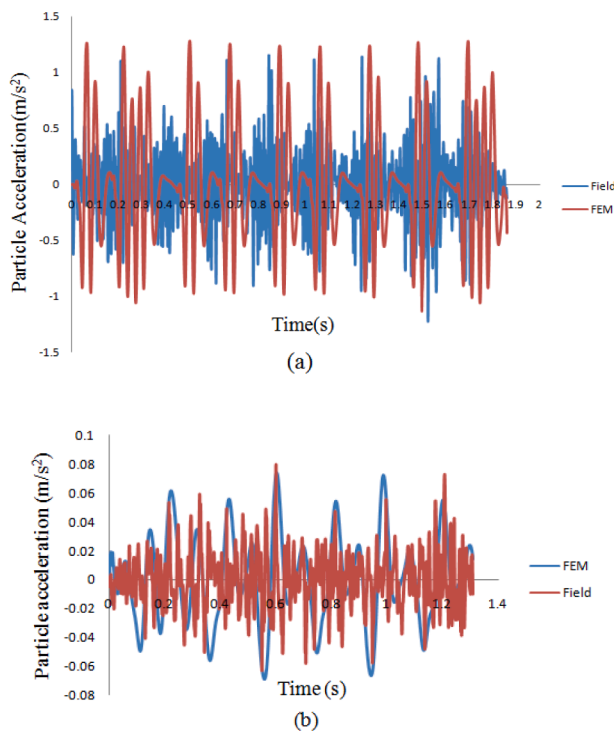 Particle Acceleration(m/s²)
1.5
1
0.5
0
-0.5
-1
-1.5
0 0.1 0.2 0.3 0.4 0.5 0.6 0.7 0.8 0.9 1 1.1 1.2 1.3 1.4 1.5 1.6 1.7 1.8 1.9 2
Time(s)
Field
FEM
(a)
Particle acceleration (m/s²)
0.1
0.08
0.06
0.04
0.02
0
-0.02
-0.04
-0.06
-0.08
0 0.2 0.4 0.6 0.8 1 1.2 1.4
Time (s)
FEM
Field
(b)